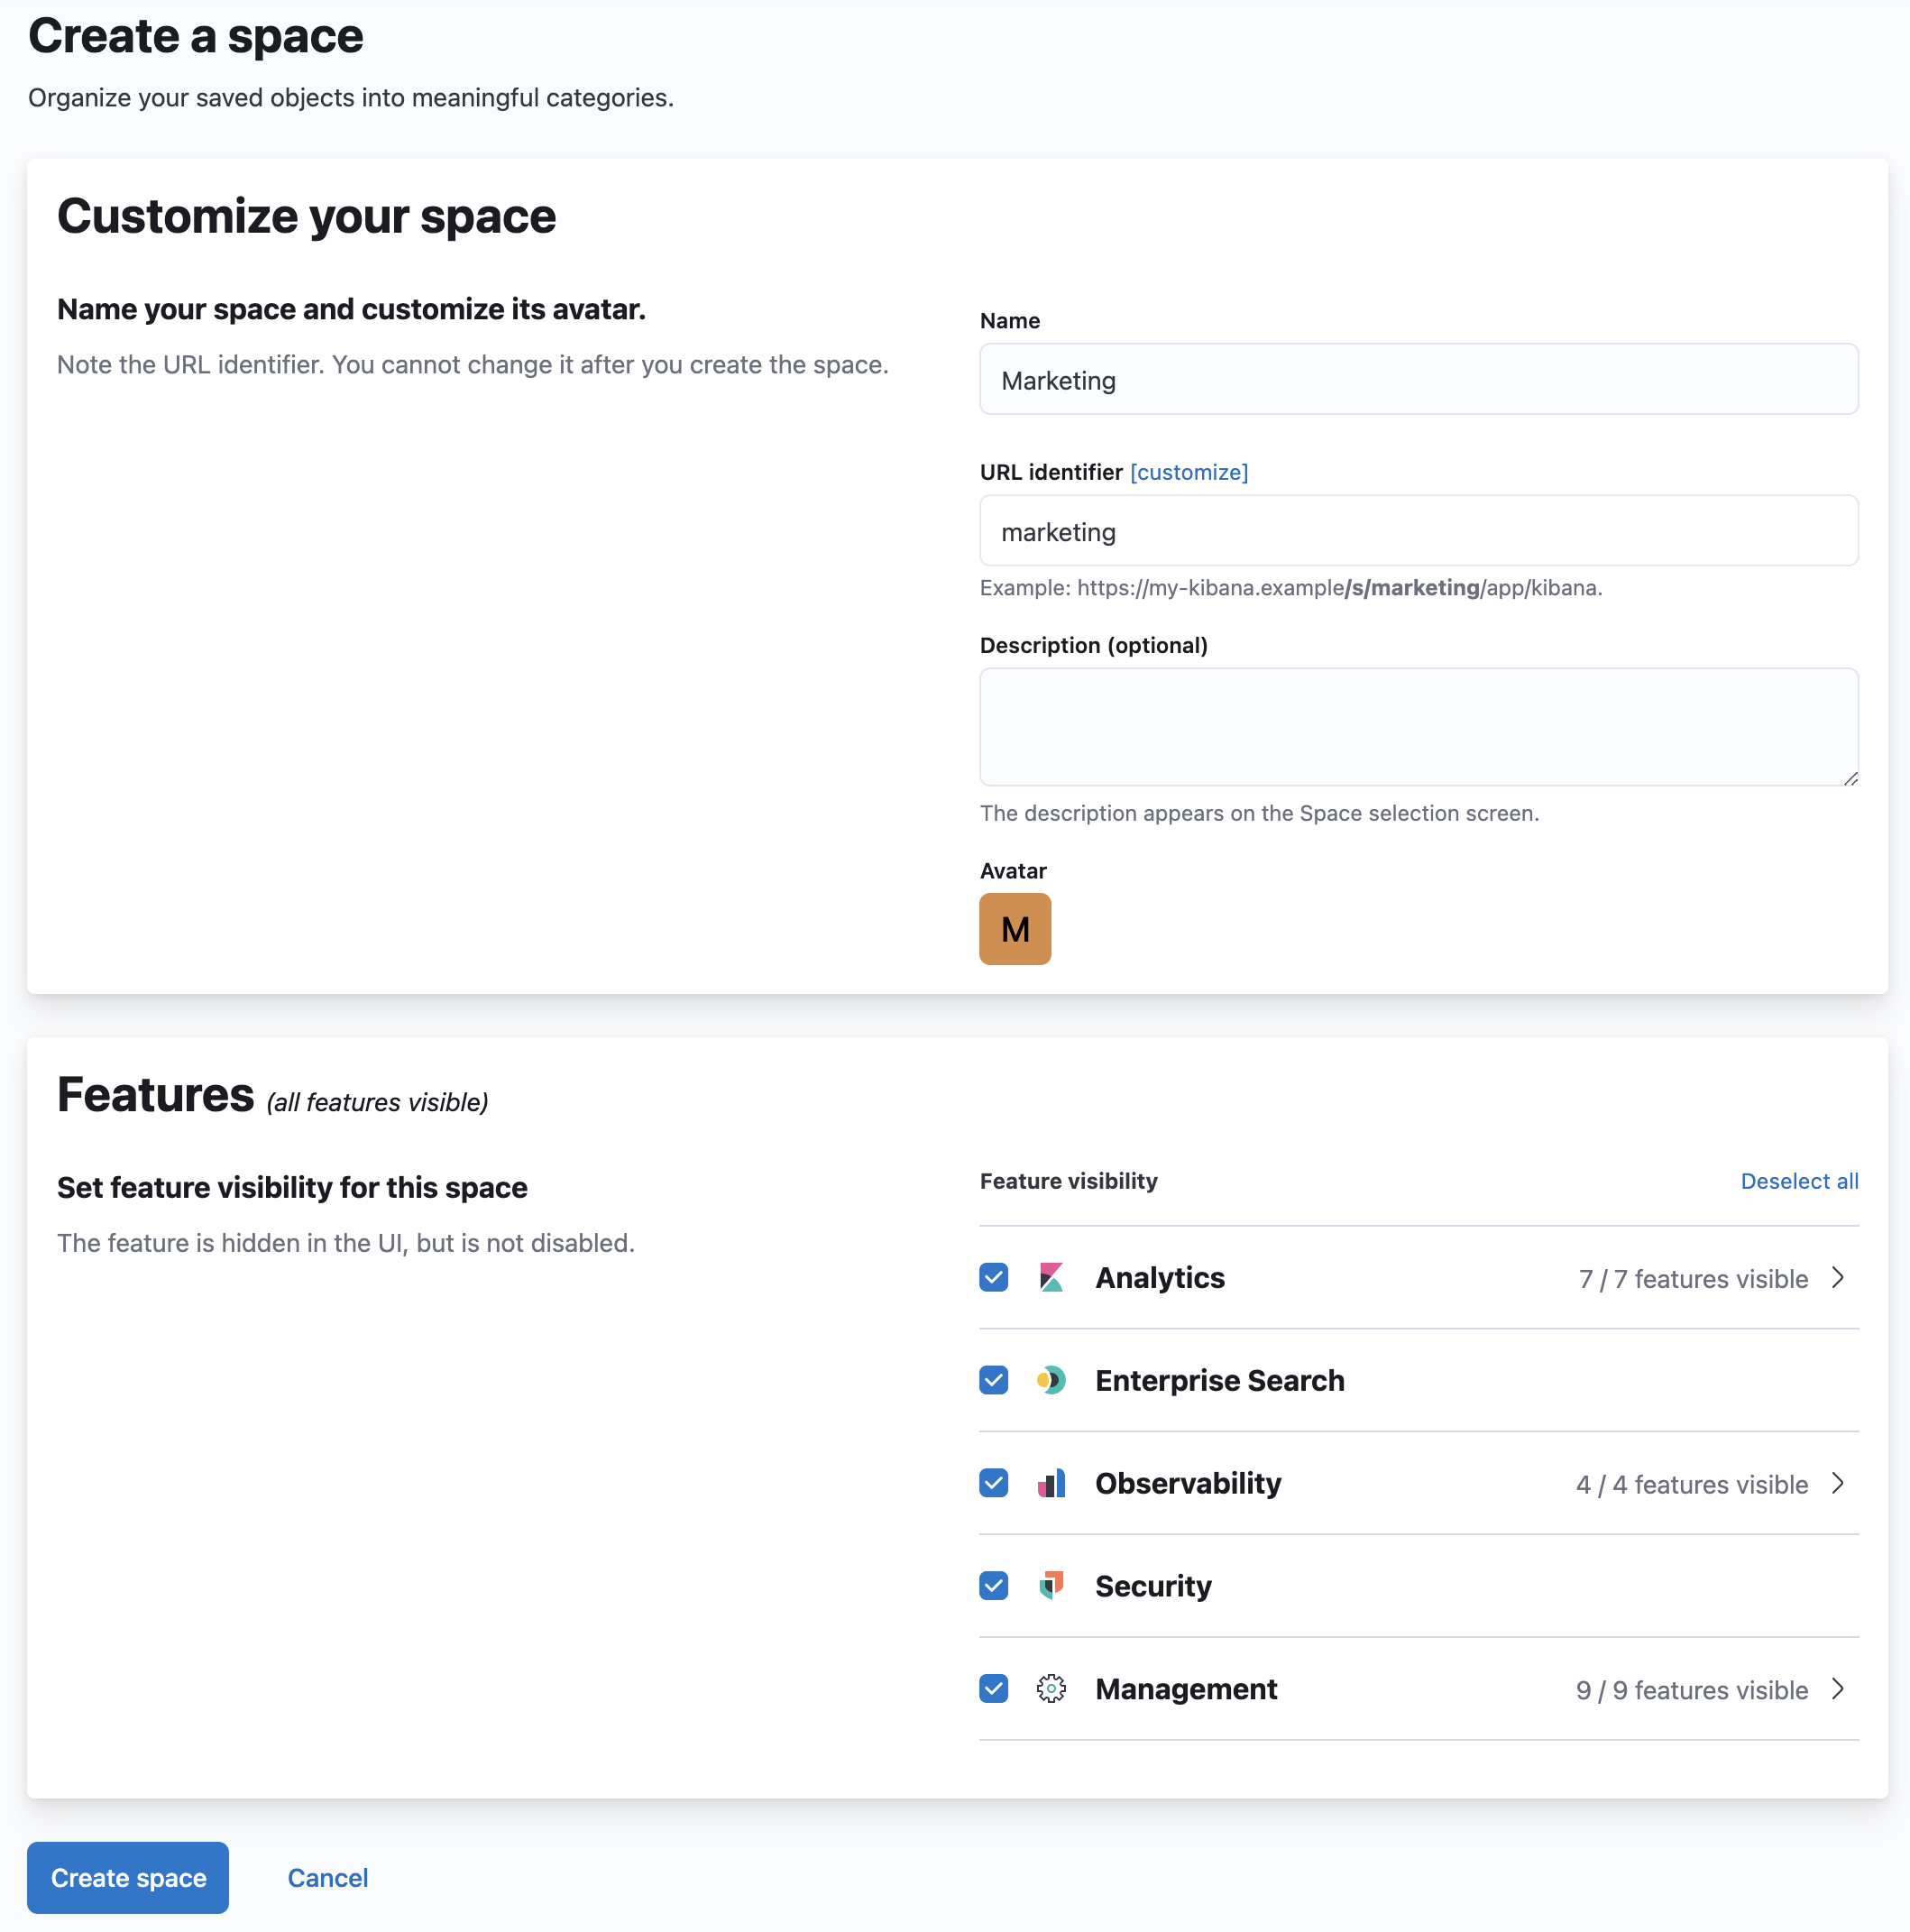 Create a space
Organize your saved objects into meaningful categories.
Customize your space
Name your space and customize its avatar.
Note the URL identifier. You cannot change it after you create the space.
Name
Marketing
URL identifier [customize]
marketing
Example: https://my-kibana.example/s/marketing/app/kibana.
Description (optional)
The description appears on the Space selection screen.
Avatar
M
Features (all features visible)
Set feature visibility for this space
The feature is hidden in the UI, but is not disabled.
Feature visibility Deselect all
Analytics 7 / 7 features visible
Enterprise Search
Observability 4 / 4 features visible
Security
Management 9 / 9 features visible
Create space Cancel